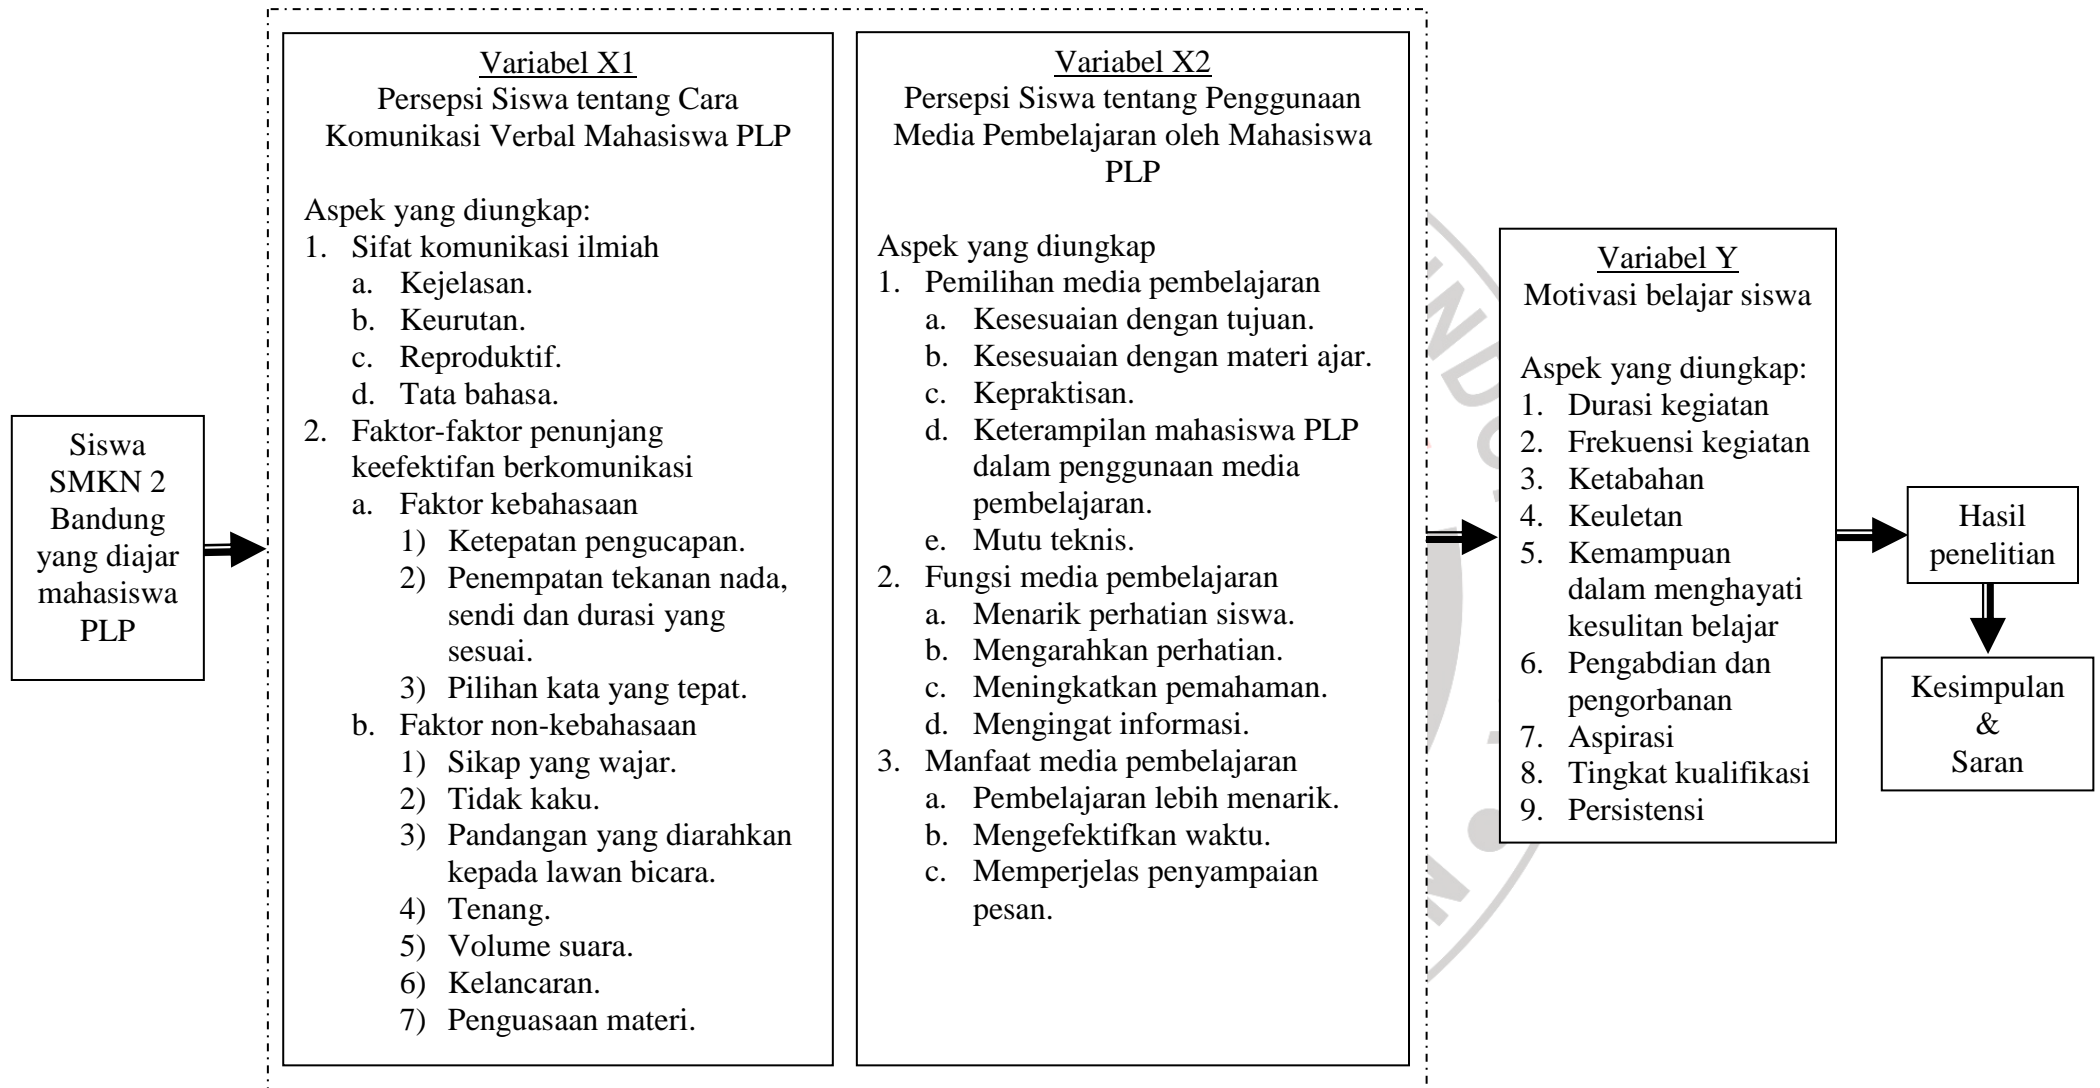 Siswa
SMKN 2
Bandung
yang diajar
mahasiswa
PLP
Variabel X1
Persepsi Siswa tentang Cara
Komunikasi Verbal Mahasiswa PLP
Aspek yang diungkap:
1. Sifat komunikasi ilmiah
a. Kejelasan.
b. Keurutan.
c. Reproduktif.
d. Tata bahasa.
2. Faktor-faktor penunjang
keefektifan berkomunikasi
a. Faktor kebahasaan
1) Ketepatan pengucapan.
2) Penempatan tekanan nada,
sendi dan durasi yang
sesuai.
3) Pilihan kata yang tepat.
b. Faktor non-kebahasaan
1) Sikap yang wajar.
2) Tidak kaku.
3) Pandangan yang diarahkan
kepada lawan bicara.
4) Tenang.
5) Volume suara.
6) Kelancaran.
7) Penguasaan materi.
Variabel X2
Persepsi Siswa tentang Penggunaan
Media Pembelajaran oleh Mahasiswa
PLP
Aspek yang diungkap
1. Pemilihan media pembelajaran
a. Kesesuaian dengan tujuan.
b. Kesesuaian dengan materi ajar.
c. Kepraktisan.
d. Keterampilan mahasiswa PLP
dalam penggunaan media
pembelajaran.
e. Mutu teknis.
2. Fungsi media pembelajaran
a. Menarik perhatian siswa.
b. Mengarahkan perhatian.
c. Meningkatkan pemahaman.
d. Mengingat informasi.
3. Manfaat media pembelajaran
a. Pembelajaran lebih menarik.
b. Mengefektifkan waktu.
c. Memperjelas penyampaian
pesan.
Variabel Y
Motivasi belajar siswa
Aspek yang diungkap:
1. Durasi kegiatan
2. Frekuensi kegiatan
3. Ketabahan
4. Keuletan
5. Kemampuan
dalam menghayati
kesulitan belajar
6. Pengabdian dan
pengorbanan
7. Aspirasi
8. Tingkat kualifikasi
9. Persistensi
Hasil
penelitian
Kesimpulan
&
Saran